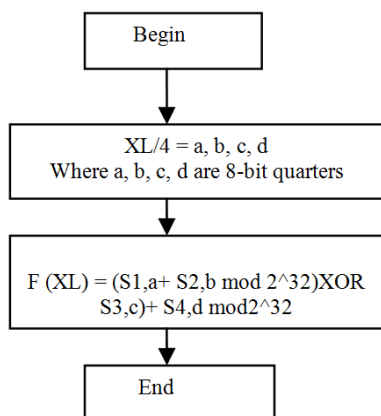 Begin
XL/4 = a, b, c, d
Where a, b, c, d are 8-bit quarters
F (XL) = (S1,a+ S2,b mod 2^32)XOR
S3,c)+ S4,d mod2^32
End